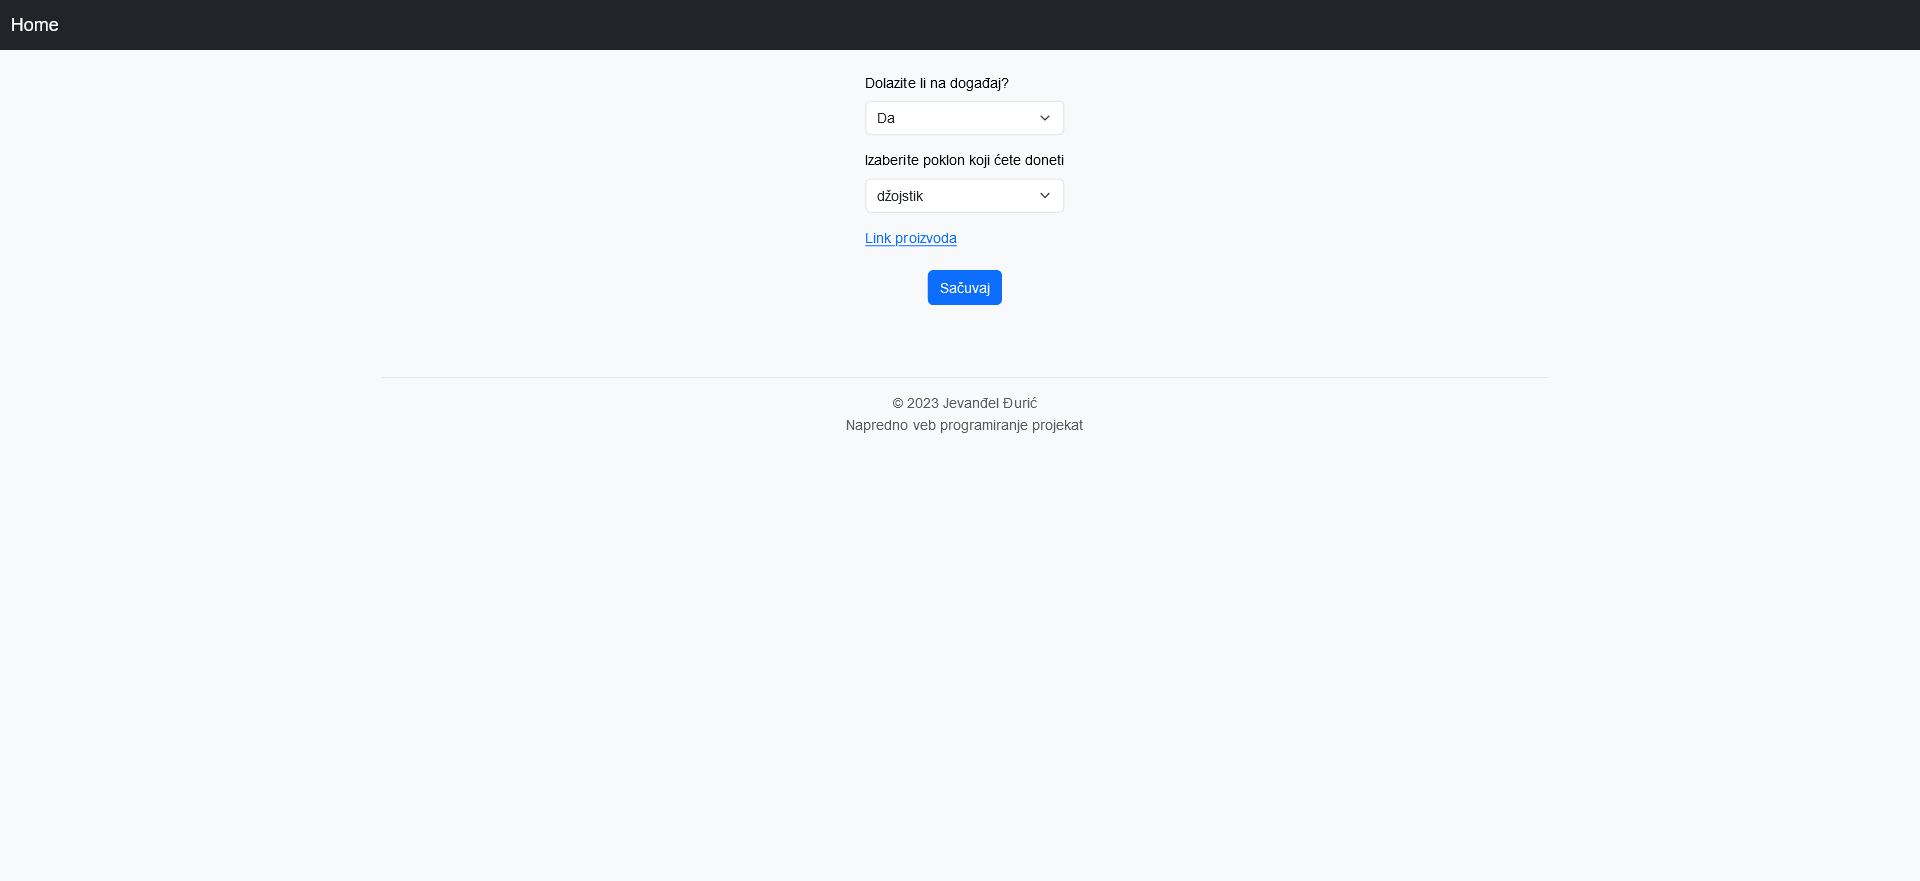 Home
Dolazite li na događaj?
Da
Izaberite poklon koji ćete doneti
džojstik
Link proizvoda
Sačuvaj
© 2023 Jevanđel Đurić
Napredno veb programiranje projekat